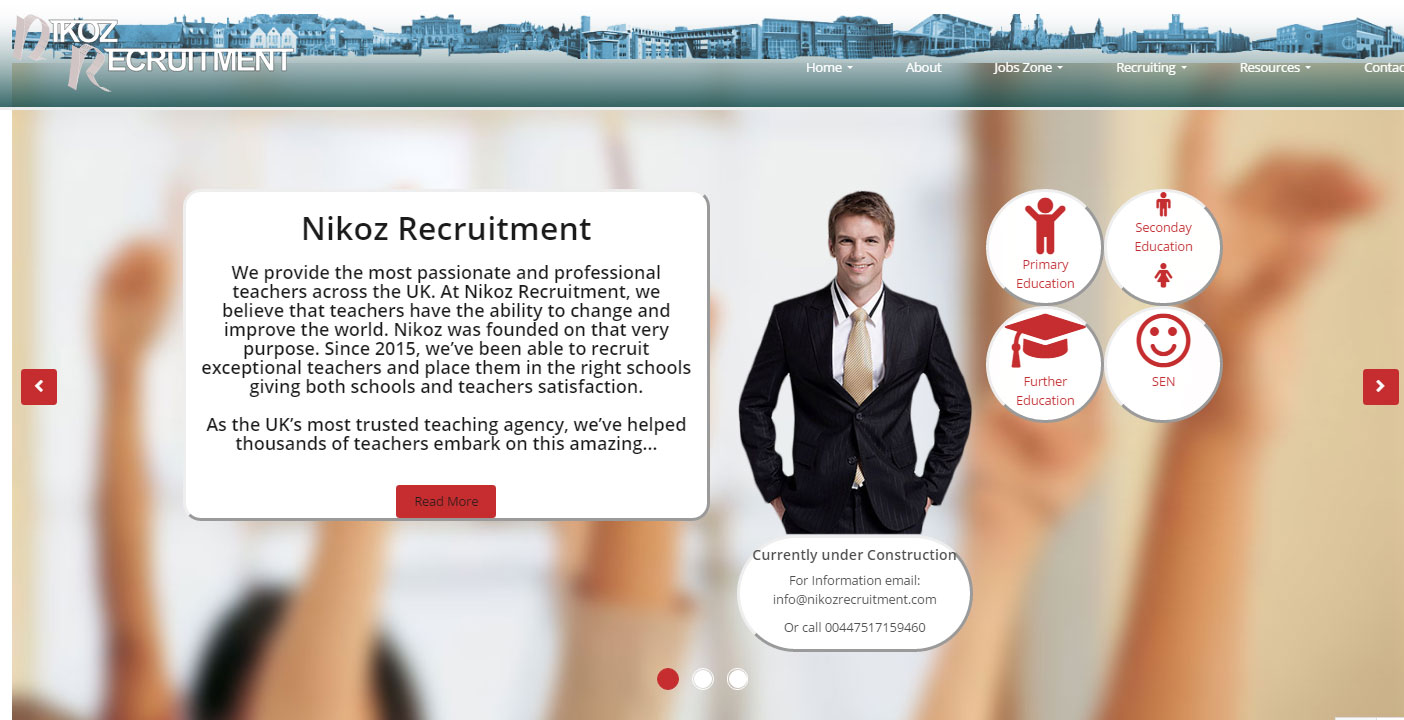 NIKOZ
RECRUITMENT
Home
About
Jobs Zone
Recruiting
Resources
Contac
Nikoz Recruitment
We provide the most passionate and professional
teachers across the UK. At Nikoz Recruitment, we
believe that teachers have the ability to change and
improve the world. Nikoz was founded on that very
purpose. Since 2015, we’ve been able to recruit
exceptional teachers and place them in the right schools
giving both schools and teachers satisfaction.
As the UK’s most trusted teaching agency, we’ve helped
thousands of teachers embark on this amazing...
Read More
Currently under Construction
For Information email:
info@nikozrecruitment.com
Or call 00447517159460
Primary
Education
Seconday
Education
Further
Education
SEN